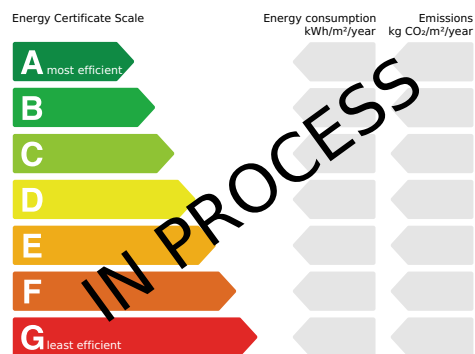 Energy Certificate Scale
Energy consumption
kWh/m²/year
Emissions
kg CO₂/m²/year
A most efficient
B
C
D
E
F
G least efficient
IN PROCESS